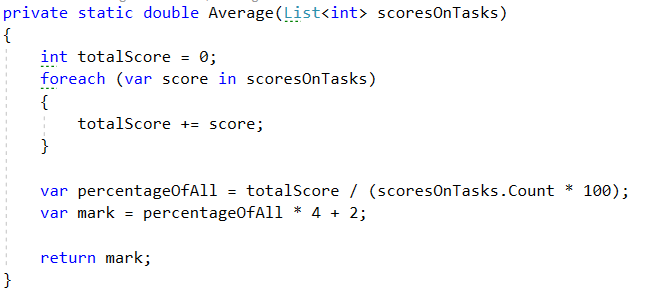 private static double Average(List<int> scoresOnTasks)
{
    int totalScore = 0;
    foreach (var score in scoresOnTasks)
    {
        totalScore += score;
    }

    var percentageOfAll = totalScore / (scoresOnTasks.Count * 100);
    var mark = percentageOfAll * 4 + 2;

    return mark;
}